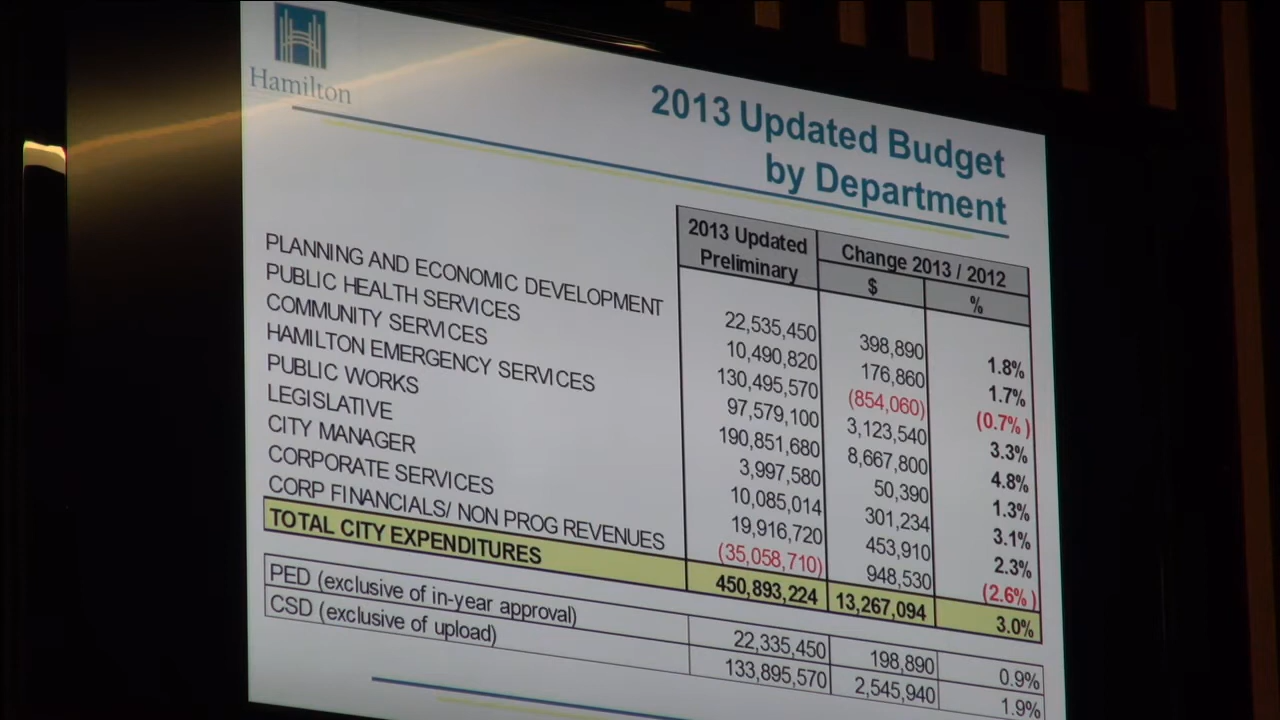 Hamilton
2013 Updated Budget
by Department
2013 Updated Preliminary Change 2013 / 2012
$ %
PLANNING AND ECONOMIC DEVELOPMENT 22,535,450 398,890 1.8%
PUBLIC HEALTH SERVICES 10,490,820 176,860 1.7%
COMMUNITY SERVICES 130,495,570 (854,060) (0.7% )
HAMILTON EMERGENCY SERVICES 97,579,100 3,123,540 3.3%
PUBLIC WORKS 190,851,680 8,667,800 4.8%
LEGISLATIVE 3,997,580 50,390 1.3%
CITY MANAGER 10,085,014 301,234 3.1%
CORPORATE SERVICES 19,916,720 453,910 2.3%
CORP FINANCIALS/ NON PROG REVENUES (35,058,710) 948,530 (2.6% )
TOTAL CITY EXPENDITURES 450,893,224 13,267,094 3.0%
PED (exclusive of in-year approval) 22,335,450 198,890 0.9%
CSD (exclusive of upload) 133,895,570 2,545,940 1.9%